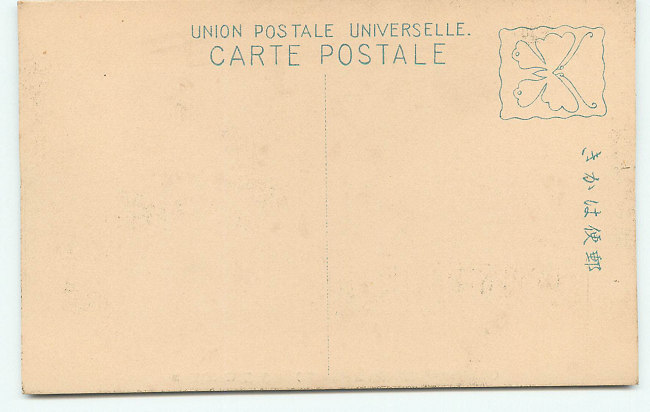 UNION POSTALE UNIVERSELLE.
CARTE POSTALE
郵便はかき